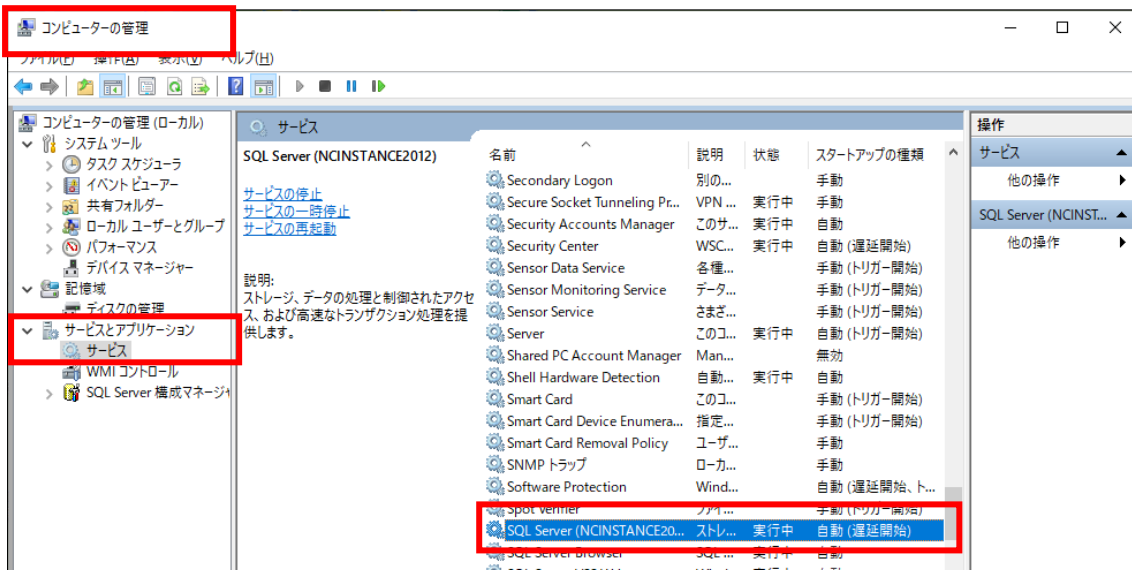 コンピューターの管理
ファイル(F) 操作(A) 表示(V) ヘルプ(H)
コンピューターの管理 (ローカル)
システム ツール
タスク スケジューラ
イベント ビューアー
共有フォルダー
ローカル ユーザーとグループ
パフォーマンス
デバイス マネージャー
記憶域
ディスクの管理
サービスとアプリケーション
サービス
WMI コントロール
SQL Server 構成マネージャ
サービス
SQL Server (NCINSTANCE2012)
サービスの停止
サービスの一時停止
サービスの再起動
説明:
ストレージ、データの処理と制御されたアクセ
ス、および高速なトランザクション処理を提
供します。
名前 説明 状態 スタートアップの種類
Secondary Logon 別の... 手動
Secure Socket Tunneling Pr... VPN ... 実行中 手動
Security Accounts Manager このサ... 実行中 自動
Security Center WSC... 実行中 自動 (遅延開始)
Sensor Data Service 各種... 手動 (トリガー開始)
Sensor Monitoring Service データ... 手動 (トリガー開始)
Sensor Service さまざ... 手動 (トリガー開始)
Server このコ... 実行中 自動 (トリガー開始)
Shared PC Account Manager Man... 無効
Shell Hardware Detection 自動... 実行中 自動
Smart Card このコ... 手動 (トリガー開始)
Smart Card Device Enumera... 指定... 手動 (トリガー開始)
Smart Card Removal Policy ユーザ... 手動
SNMP トラップ ローカ... 手動
Software Protection Wind... 自動 (遅延開始、ト...
Spot Verifier ファイ... 手動 (トリガー開始)
SQL Server (NCINSTANCE20... ストレ... 実行中 自動 (遅延開始)
SQL Server Browser SQL ... 実行中 自動
操作
サービス
他の操作
SQL Server (NCINST...
他の操作